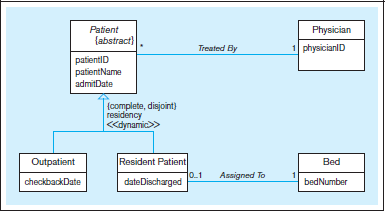 Patient
{abstract}
patientID
patientName
admitDate
*
Treated By
1
Physician
physicianID
{complete, disjoint}
residency
<<dynamic>>
Outpatient
checkbackDate
Resident Patient
dateDischarged
0..1
Assigned To
1
Bed
bedNumber